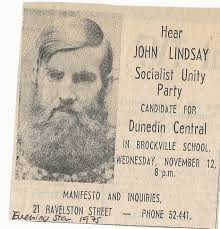 Hear
JOHN LINDSAY
Socialist Unity
Party
CANDIDATE FOR
Dunedin Central
In BROCKVILLE SCHOOL.
WEDNESDAY, NOVEMBER 12,
8 p.m.
MANIFESTO AND INQUIRIES,
21 RAVELSTON STREET — PHONE 52-441.
Evening Star 1975